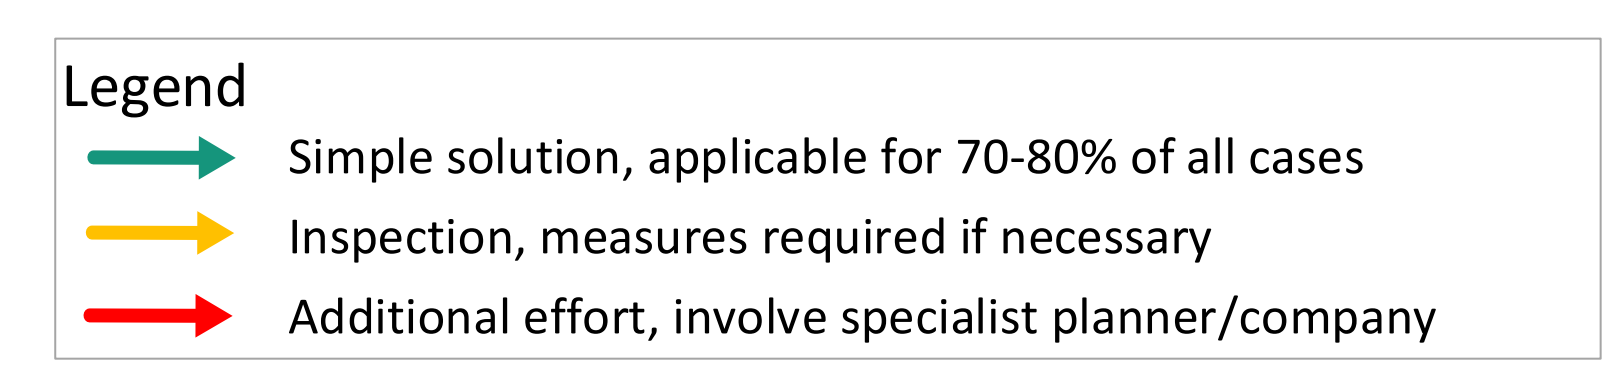 Legend
Simple solution, applicable for 70-80% of all cases
Inspection, measures required if necessary
Additional effort, involve specialist planner/company